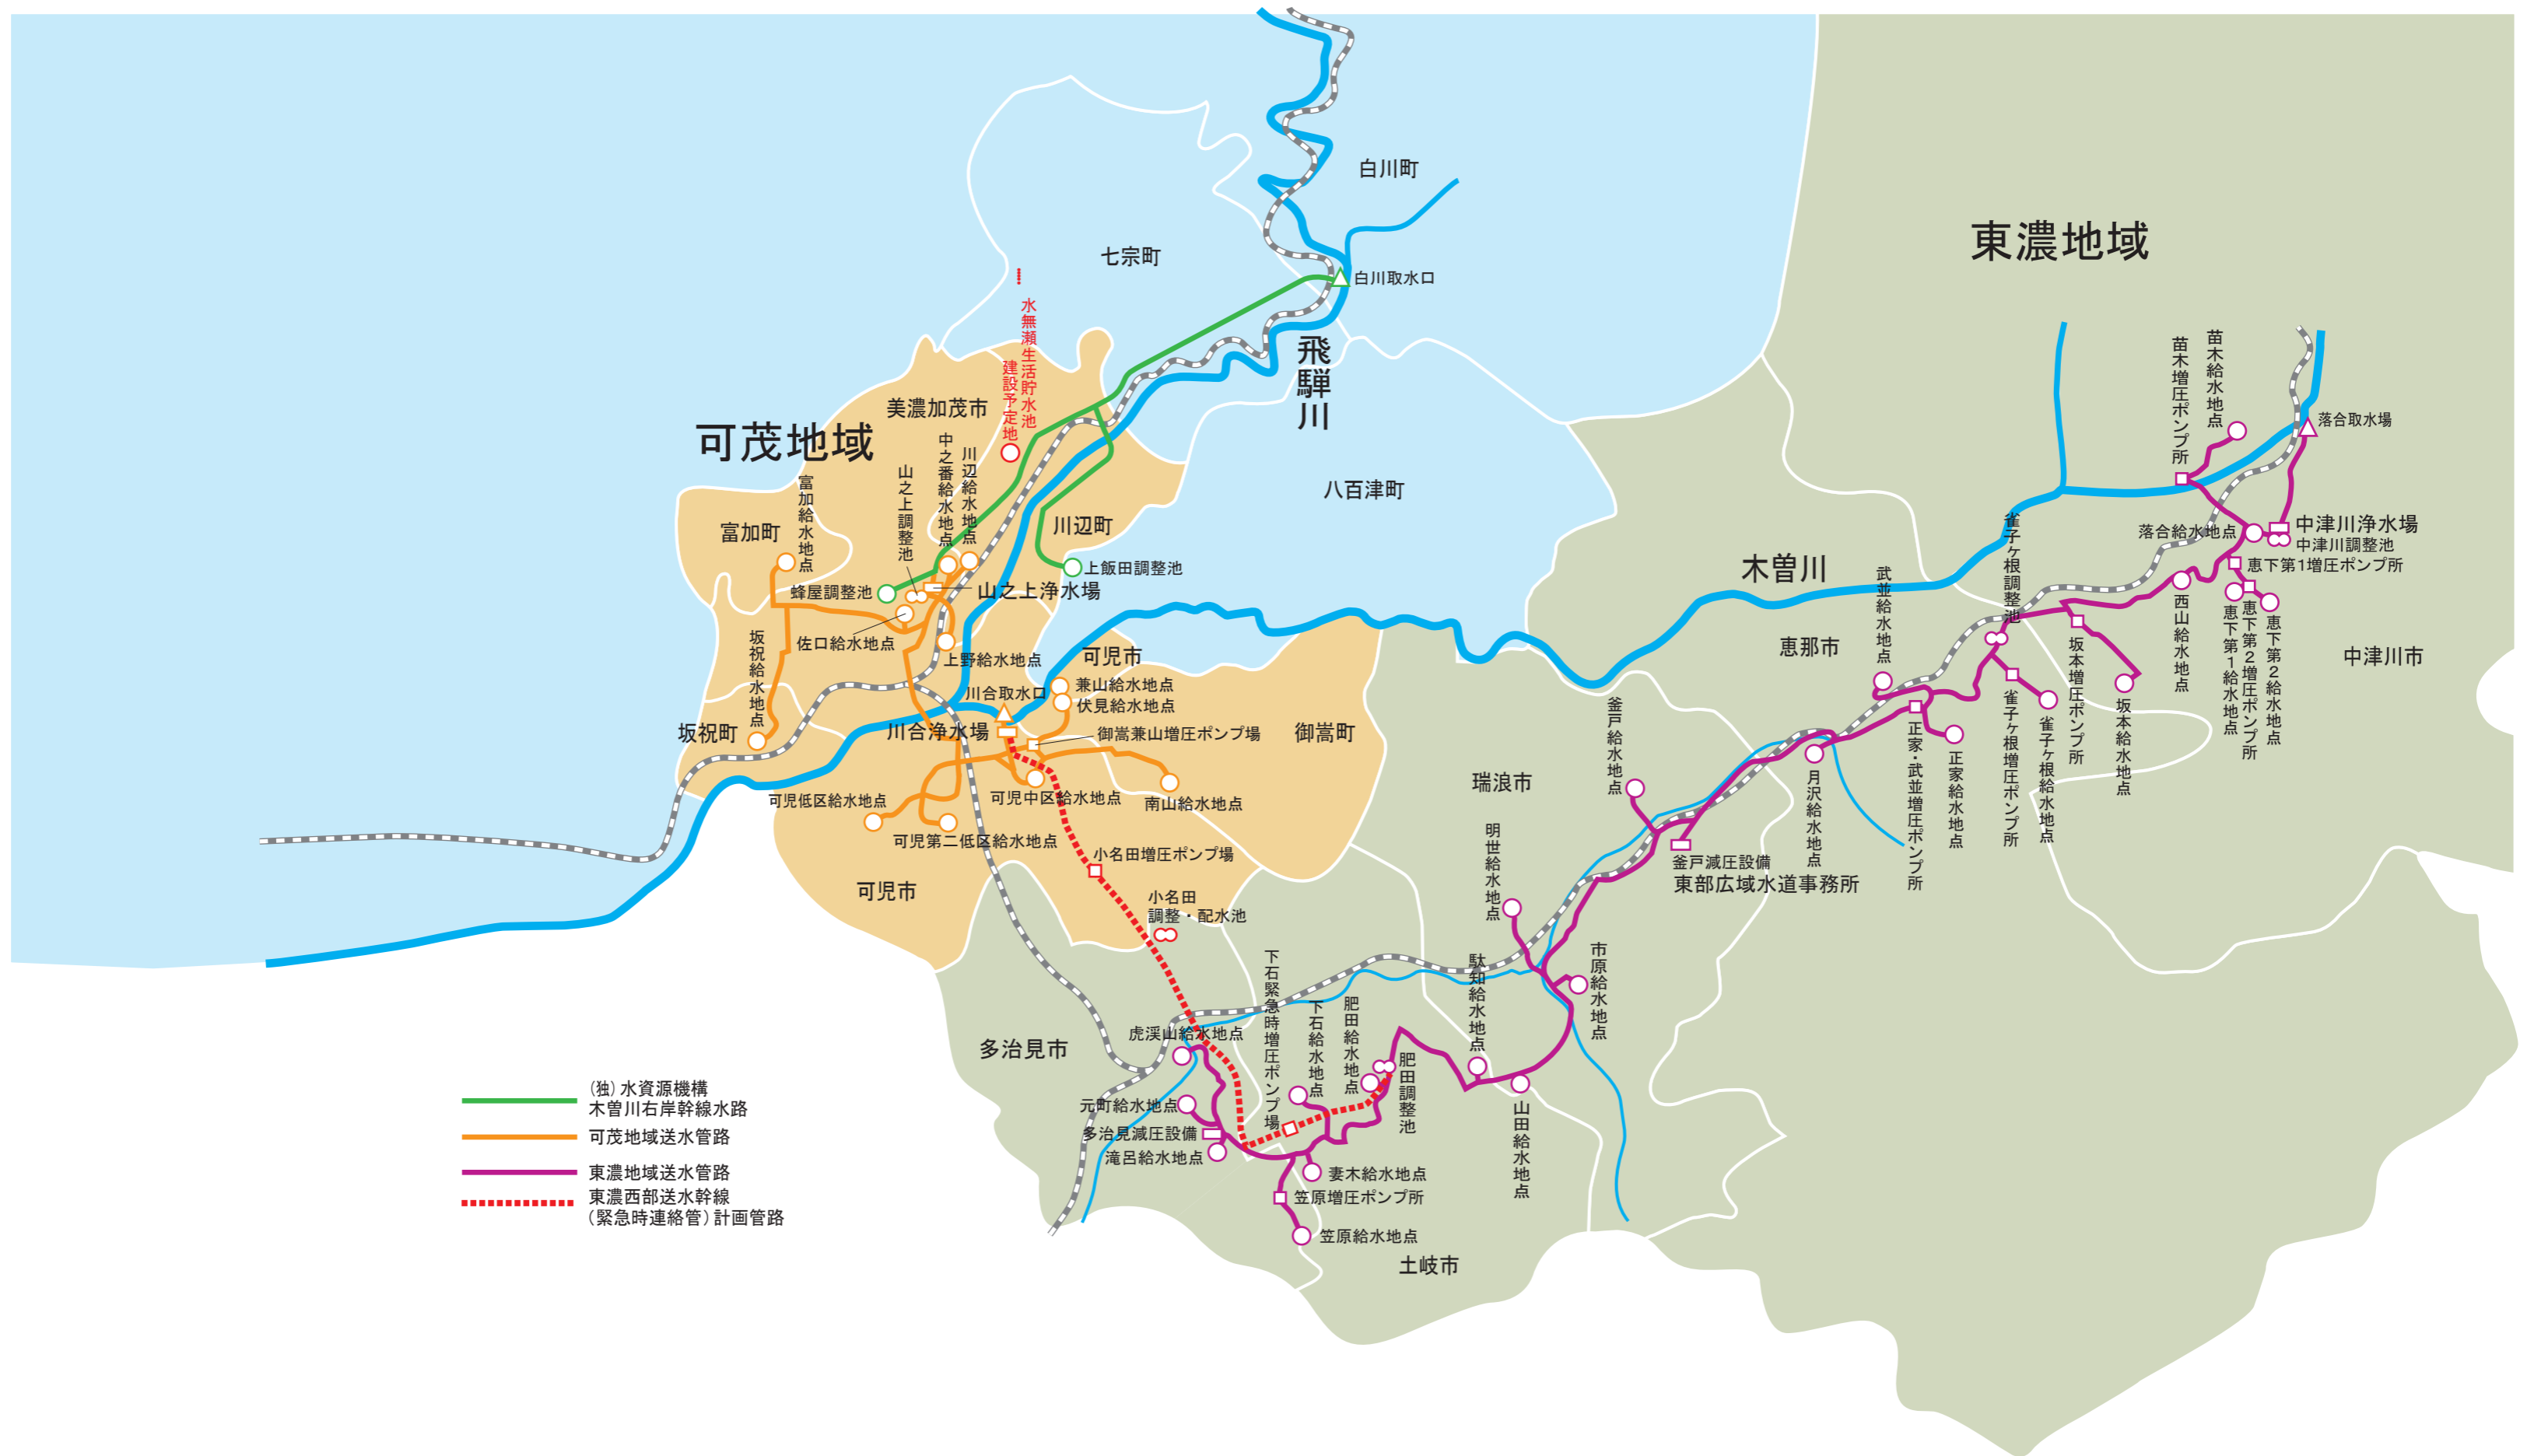 白川町
東濃地域
七宗町
白川取水口
水無瀬生活貯水池
建設予定地
飛騨川
苗木給水地点
苗木増圧ポンプ所
落合取水場
美濃加茂市
可茂地域
中之番給水地点
川辺給水地点
山之上調整池
富加給水地点
八百津町
富加町
川辺町
中津川浄水場
落合給水地点
中津川調整池
雀子ヶ根調整池
木曽川
上飯田調整池
恵下第1増圧ポンプ所
武並給水地点
蜂屋調整池
山之上浄水場
西山給水地点
恵下第1給水地点
恵下第2増圧ポンプ所
恵下第2給水地点
坂祝給水地点
佐口給水地点
上野給水地点
可児市
恵那市
坂本増圧ポンプ所
中津川市
川合取水口
兼山給水地点
伏見給水地点
釜戸給水地点
雀子ヶ根増圧ポンプ所
雀子ヶ根給水地点
坂本給水地点
坂祝町
川合浄水場
御嵩兼山増圧ポンプ場
御嵩町
正家・武並増圧ポンプ所
正家給水地点
瑞浪市
月沢給水地点
可児低区給水地点
可児中区給水地点
南山給水地点
明世給水地点
可児第二低区給水地点
小名田増圧ポンプ場
釜戸減圧設備
東部広域水道事務所
可児市
小名田
調整・配水池
市原給水地点
下石緊急時増圧ポンプ場
駄知給水地点
下石給水地点
肥田給水地点
虎渓山給水地点
多治見市
肥田調整池
(独)水資源機構
木曽川右岸幹線水路
元町給水地点
山田給水地点
可茂地域送水管路
多治見減圧設備
滝呂給水地点
東濃地域送水管路
妻木給水地点
東濃西部送水幹線
(緊急時連絡管)計画管路
笠原増圧ポンプ所
笠原給水地点
土岐市